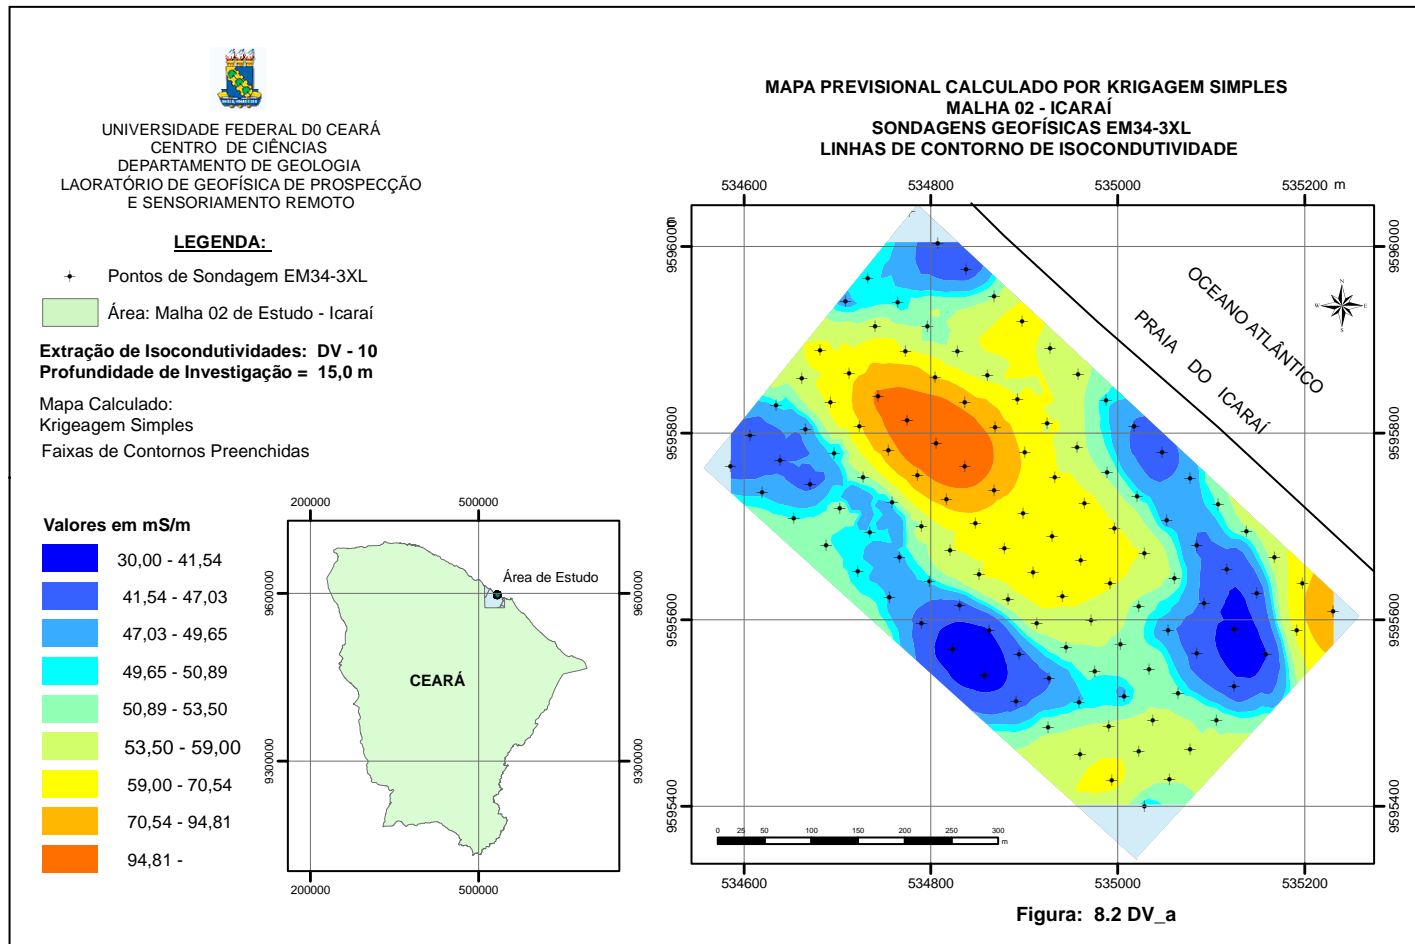 UNIVERSIDADE FEDERAL D0 CEARÁ
CENTRO DE CIÊNCIAS
DEPARTAMENTO DE GEOLOGIA
LAORATÓRIO DE GEOFÍSICA DE PROSPECÇÃO
E SENSORIAMENTO REMOTO
LEGENDA:
Pontos de Sondagem EM34-3XL
Área: Malha 02 de Estudo - Icaraí
Extração de Isocondutividades: DV - 10
Profundidade de Investigação = 15,0 m
Mapa Calculado:
Krigeagem Simples
Faixas de Contornos Preenchidas
Valores em mS/m
30,00 - 41,54
41,54 - 47,03
47,03 - 49,65
49,65 - 50,89
50,89 - 53,50
53,50 - 59,00
59,00 - 70,54
70,54 - 94,81
94,81 -
200000 500000
9600000 9600000
9300000 9300000
Área de Estudo
CEARÁ
200000 500000
MAPA PREVISIONAL CALCULADO POR KRIGAGEM SIMPLES
MALHA 02 - ICARAÍ
SONDAGENS GEOFÍSICAS EM34-3XL
LINHAS DE CONTORNO DE ISOCONDUTIVIDADE
534600 534800 535000 535200 m
m
9596000 9596000
9595800 9595800
9595600 9595600
9595400 9595400
OCEANO ATLÂNTICO
PRAIA DO ICARAÍ
N
W E
S
0 25 50 100 150 200 250 300
m
534600 534800 535000 535200
Figura: 8.2 DV_a